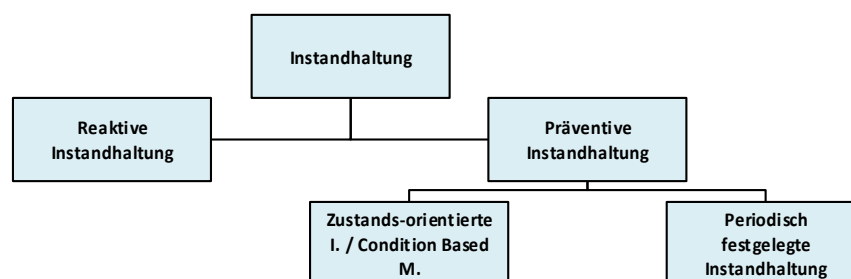 Instandhaltung
Reaktive
Instandhaltung
Präventive
Instandhaltung
Zustands-orientierte
I. / Condition Based
M.
Periodisch
festgelegte
Instandhaltung